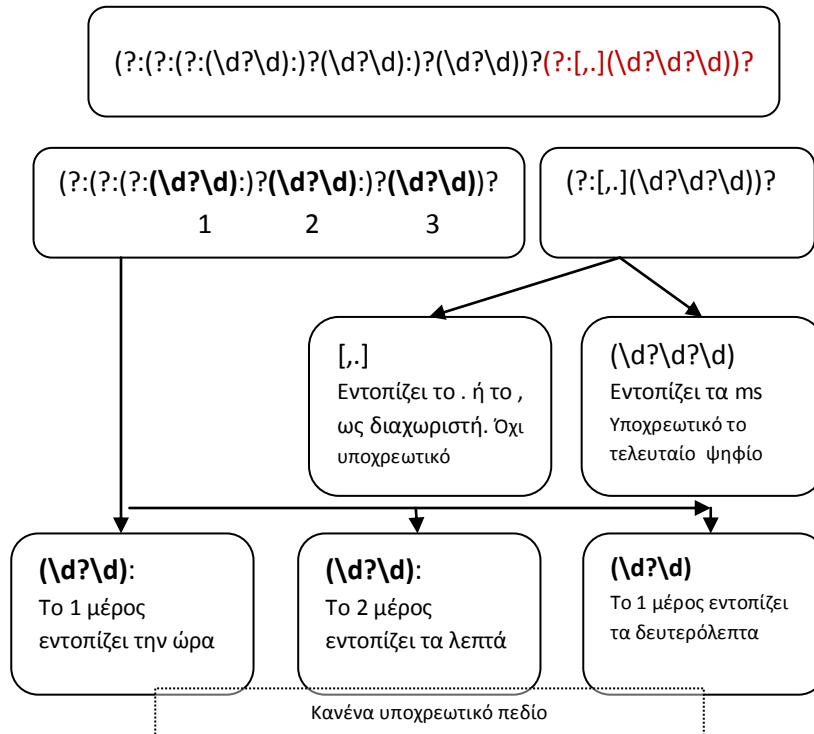 (?:(?:(?:(\d?\d):)?(\d?\d):)?(\d?\d))?(?:[,.](\d?\d?\d))?
(?:(?:(?:(\d?\d):)?(\d?\d):)?(\d?\d))?
1 2 3
(?:[,.](\d?\d?\d))?
[,.]
Εντοπίζει το . ή το ,
ως διαχωριστή. Όχι
υποχρεωτικό
(\d?\d?\d)
Εντοπίζει τα ms
Υποχρεωτικό το
τελευταίο ψηφίο
(\d?\d):
Το 1 μέρος
εντοπίζει την ώρα
(\d?\d):
Το 2 μέρος
εντοπίζει τα λεπτά
(\d?\d)
Το 1 μέρος εντοπίζει
τα δευτερόλεπτα
Κανένα υποχρεωτικό πεδίο